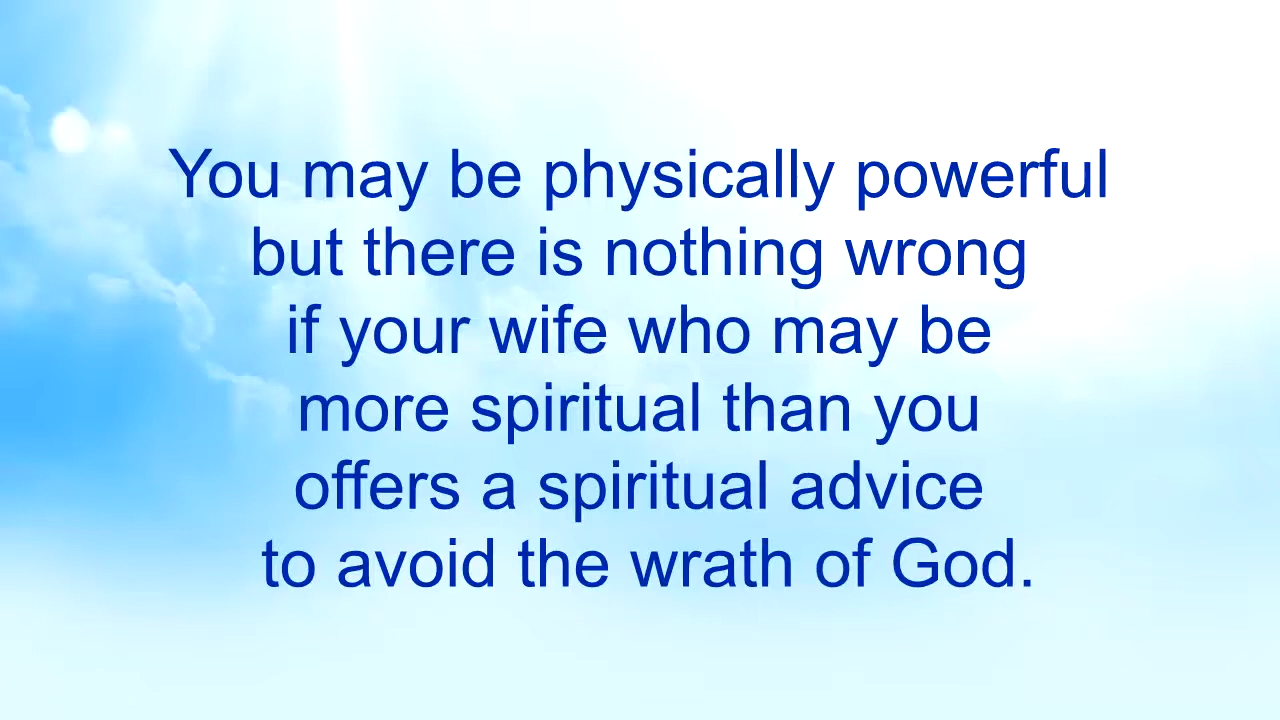 You may be physically powerful
but there is nothing wrong
if your wife who may be
more spiritual than you
offers a spiritual advice
to avoid the wrath of God.